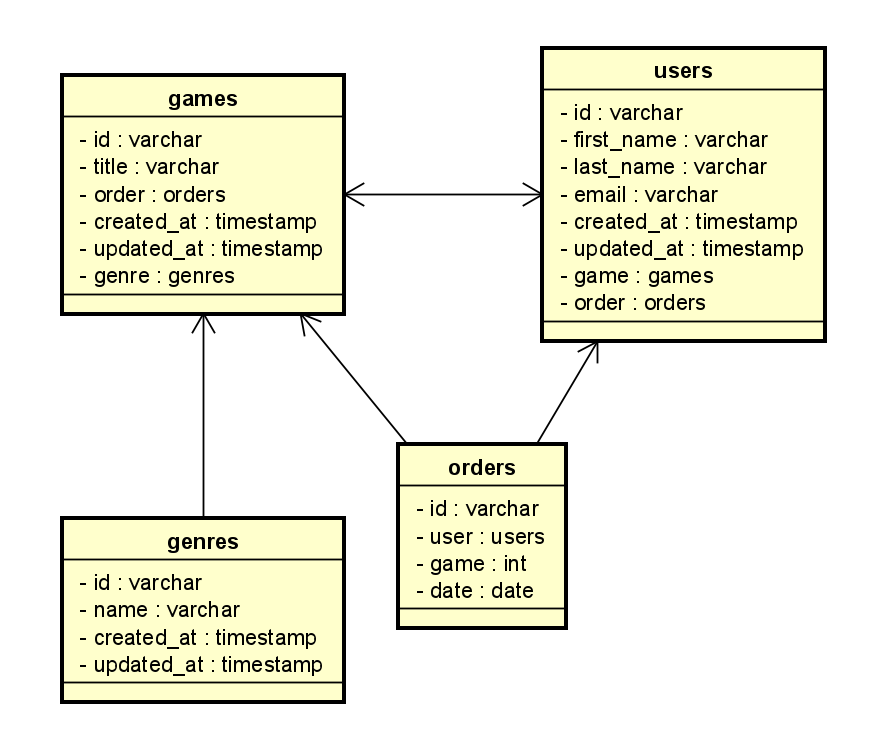 games
- id : varchar
- title : varchar
- order : orders
- created_at : timestamp
- updated_at : timestamp
- genre : genres
users
- id : varchar
- first_name : varchar
- last_name : varchar
- email : varchar
- created_at : timestamp
- updated_at : timestamp
- game : games
- order : orders
orders
- id : varchar
- user : users
- game : int
- date : date
genres
- id : varchar
- name : varchar
- created_at : timestamp
- updated_at : timestamp